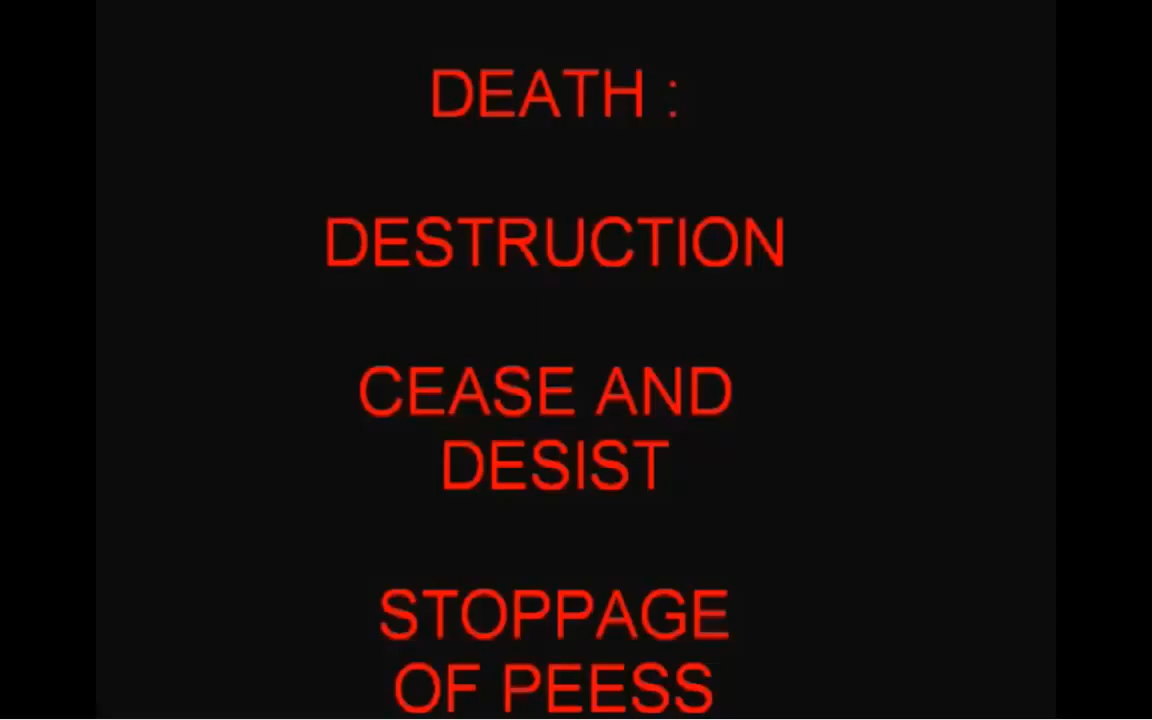 DEATH :
DESTRUCTION
CEASE AND
DESIST
STOPPAGE
OF PEESS